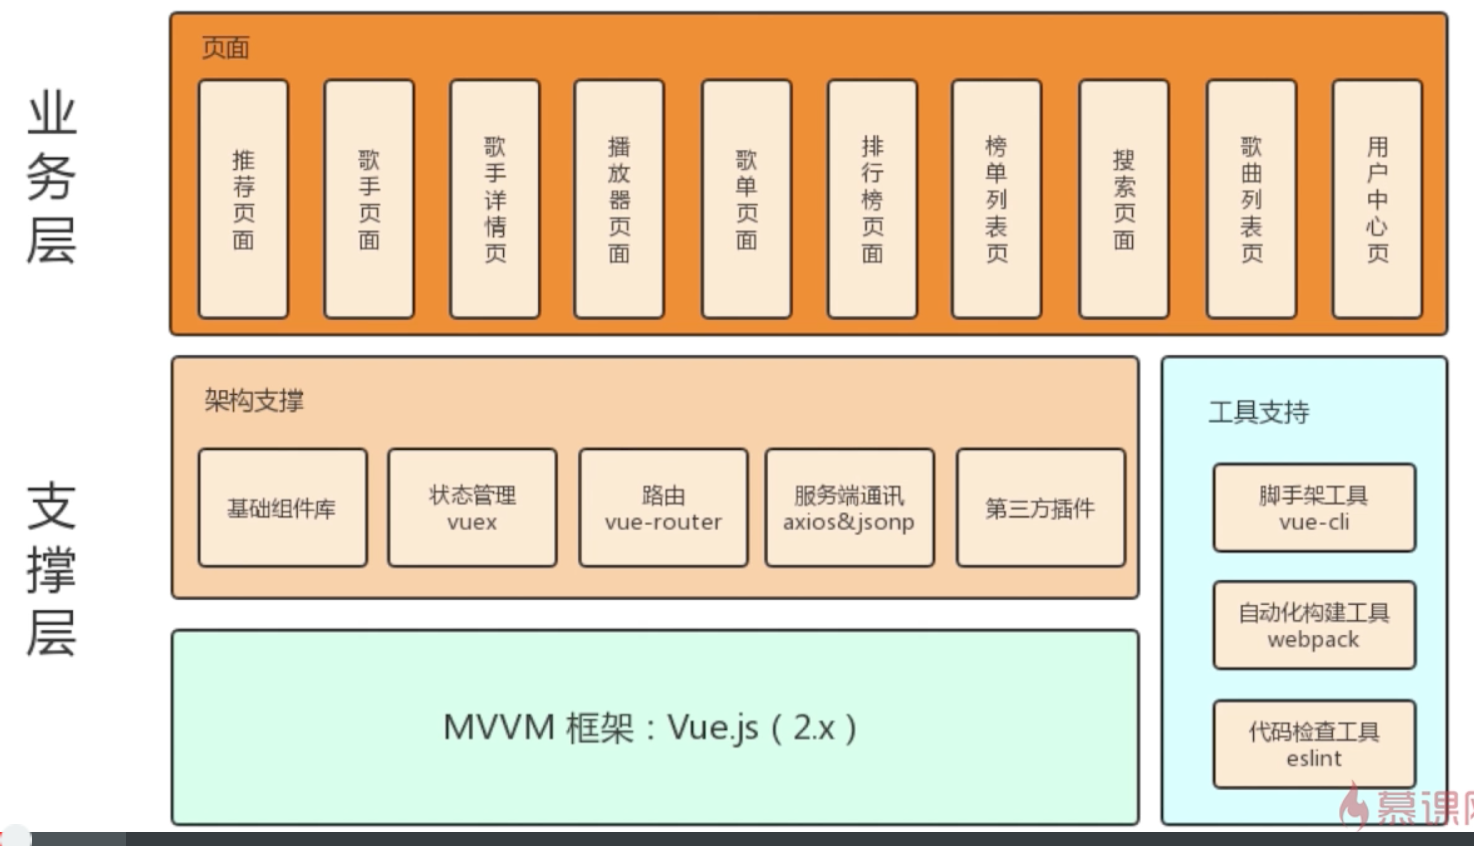 业务层
页面
推荐页面
歌手页面
歌手详情页
播放器页面
歌单页面
排行榜页面
榜单列表页
搜索页面
歌曲列表页
用户中心页
支撑层
架构支撑
基础组件库
状态管理
vuex
路由
vue-router
服务端通讯
axios&jsonp
第三方插件
MVVM 框架：Vue.js（2.x）
工具支持
脚手架工具
vue-cli
自动化构建工具
webpack
代码检查工具
eslint
慕课网